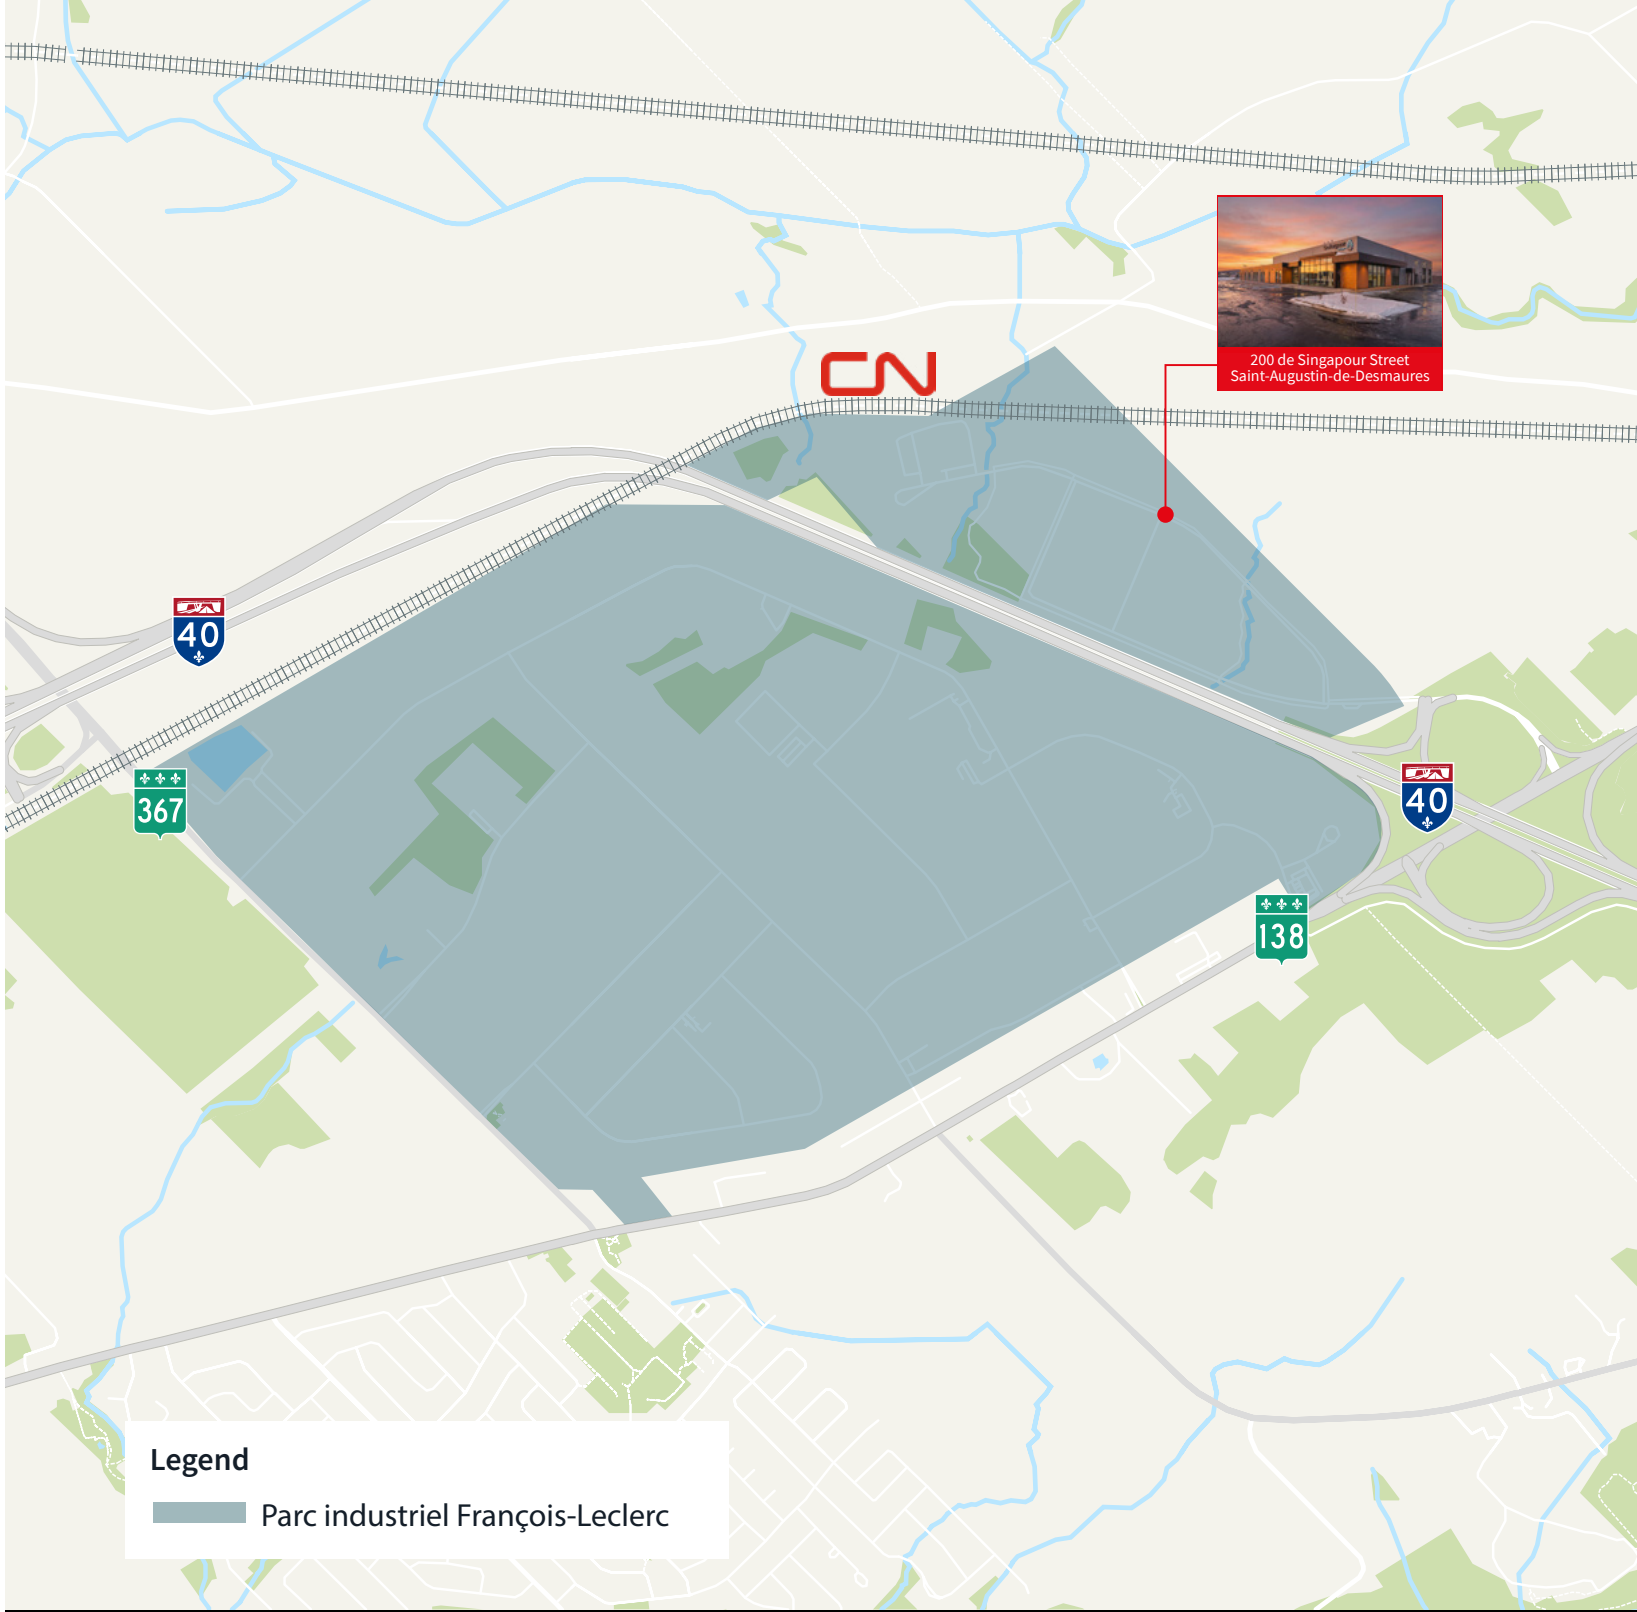 CN
200 de Singapour Street
Saint-Augustin-de-Desmaures
40
367
40
138
Legend
Parc industriel François-Leclerc